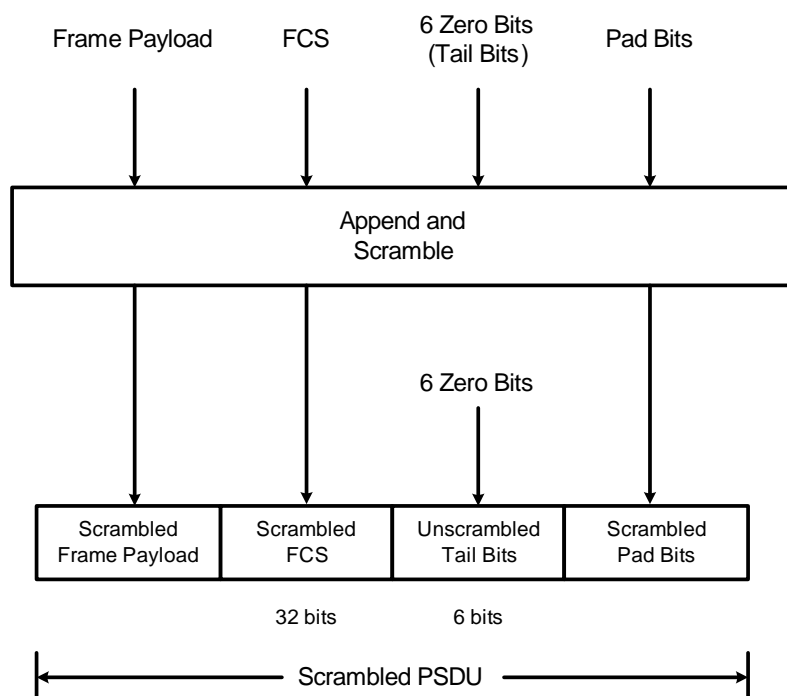 Frame Payload
FCS
6 Zero Bits
(Tail Bits)
Pad Bits
Append and
Scramble
6 Zero Bits
Scrambled
Frame Payload
Scrambled
FCS
Unscrambled
Tail Bits
Scrambled
Pad Bits
32 bits
6 bits
Scrambled PSDU